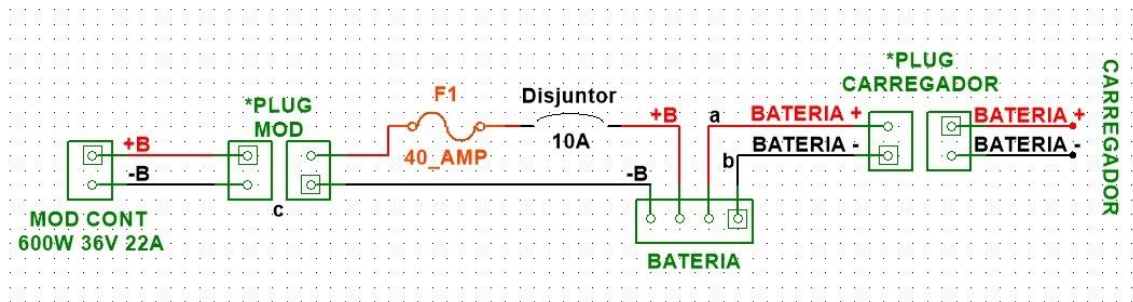 *PLUG
MOD
F1
40_AMP
Disjuntor
10A
+B
-B
+B
-B
c
MOD CONT
600W 36V 22A
a
b
BATERIA
*PLUG
CARREGADOR
BATERIA +
BATERIA -
BATERIA +
BATERIA -
CARREGADOR